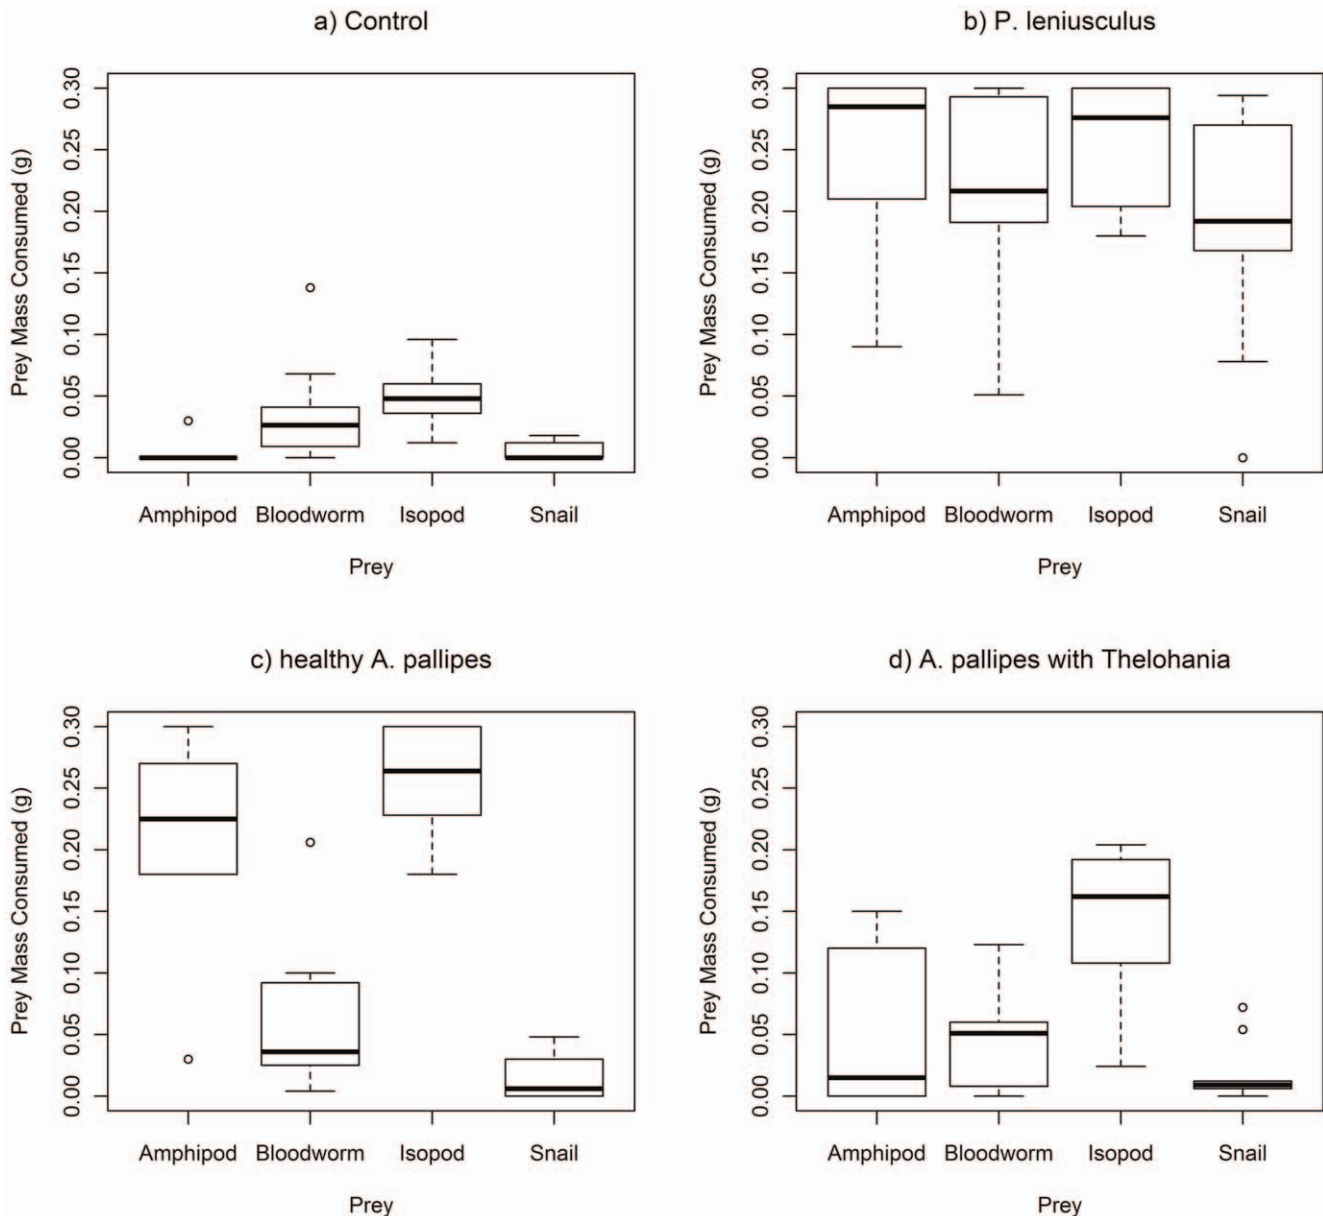 a) Control
Prey Mass Consumed (g)
0.30
0.25
0.20
0.15
0.10
0.05
0.00
Amphipod Bloodworm Isopod Snail
Prey
b) P. leniusculus
Prey Mass Consumed (g)
0.30
0.25
0.20
0.15
0.10
0.05
0.00
Amphipod Bloodworm Isopod Snail
Prey
c) healthy A. pallipes
Prey Mass Consumed (g)
0.30
0.25
0.20
0.15
0.10
0.05
0.00
Amphipod Bloodworm Isopod Snail
Prey
d) A. pallipes with Thelohania
Prey Mass Consumed (g)
0.30
0.25
0.20
0.15
0.10
0.05
0.00
Amphipod Bloodworm Isopod Snail
Prey